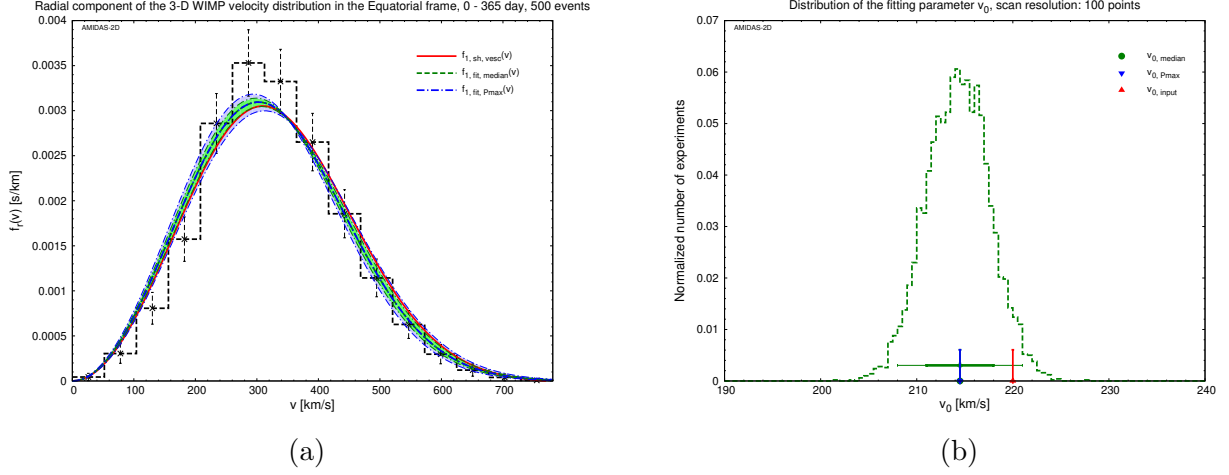 Radial component of the 3-D WIMP velocity distribution in the Equatorial frame, 0 - 365 day, 500 events
AMIDAS-2D
f1, sh, vesc(v)
f1, fit, median(v)
f1, fit, Pmax(v)
fr(v) [s/km]
0.004
0.0035
0.003
0.0025
0.002
0.0015
0.001
0.0005
0
0 100 200 300 400 500 600 700
v [km/s]
(a)
Distribution of the fitting parameter v0, scan resolution: 100 points
AMIDAS-2D
v0, median
v0, Pmax
v0, input
Normalized number of experiments
0.07
0.06
0.05
0.04
0.03
0.02
0.01
0
190 200 210 220 230 240
v0 [km/s]
(b)